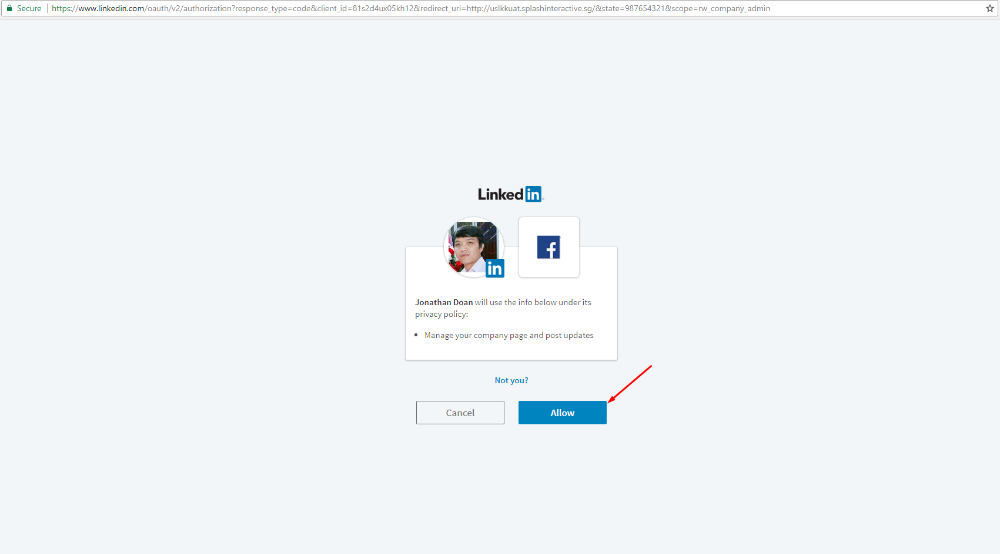 Secure https://www.linkedin.com/oauth/v2/authorization?response_type=code&client_id=81s2d4ux05kh12&redirect_uri=http://uslkkuat.splashinteractive.sg/&state=987654321&scope=rw_company_admin
Linked in
in
f
Jonathan Doan will use the info below under its
privacy policy:
• Manage your company page and post updates
Not you?
Cancel Allow